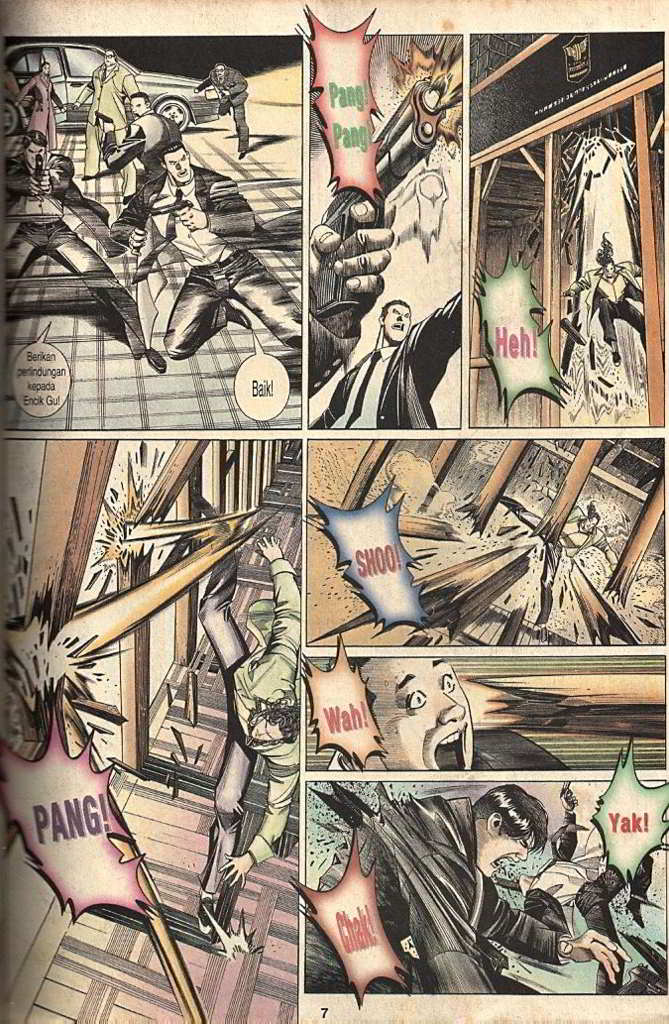 Berikan
perlindungan
kepada
Encik Gu!
Baik!
Pang!
Pang!
Heh!
PANG!
SHOO!
Wah!
Chak!
Yak!
7